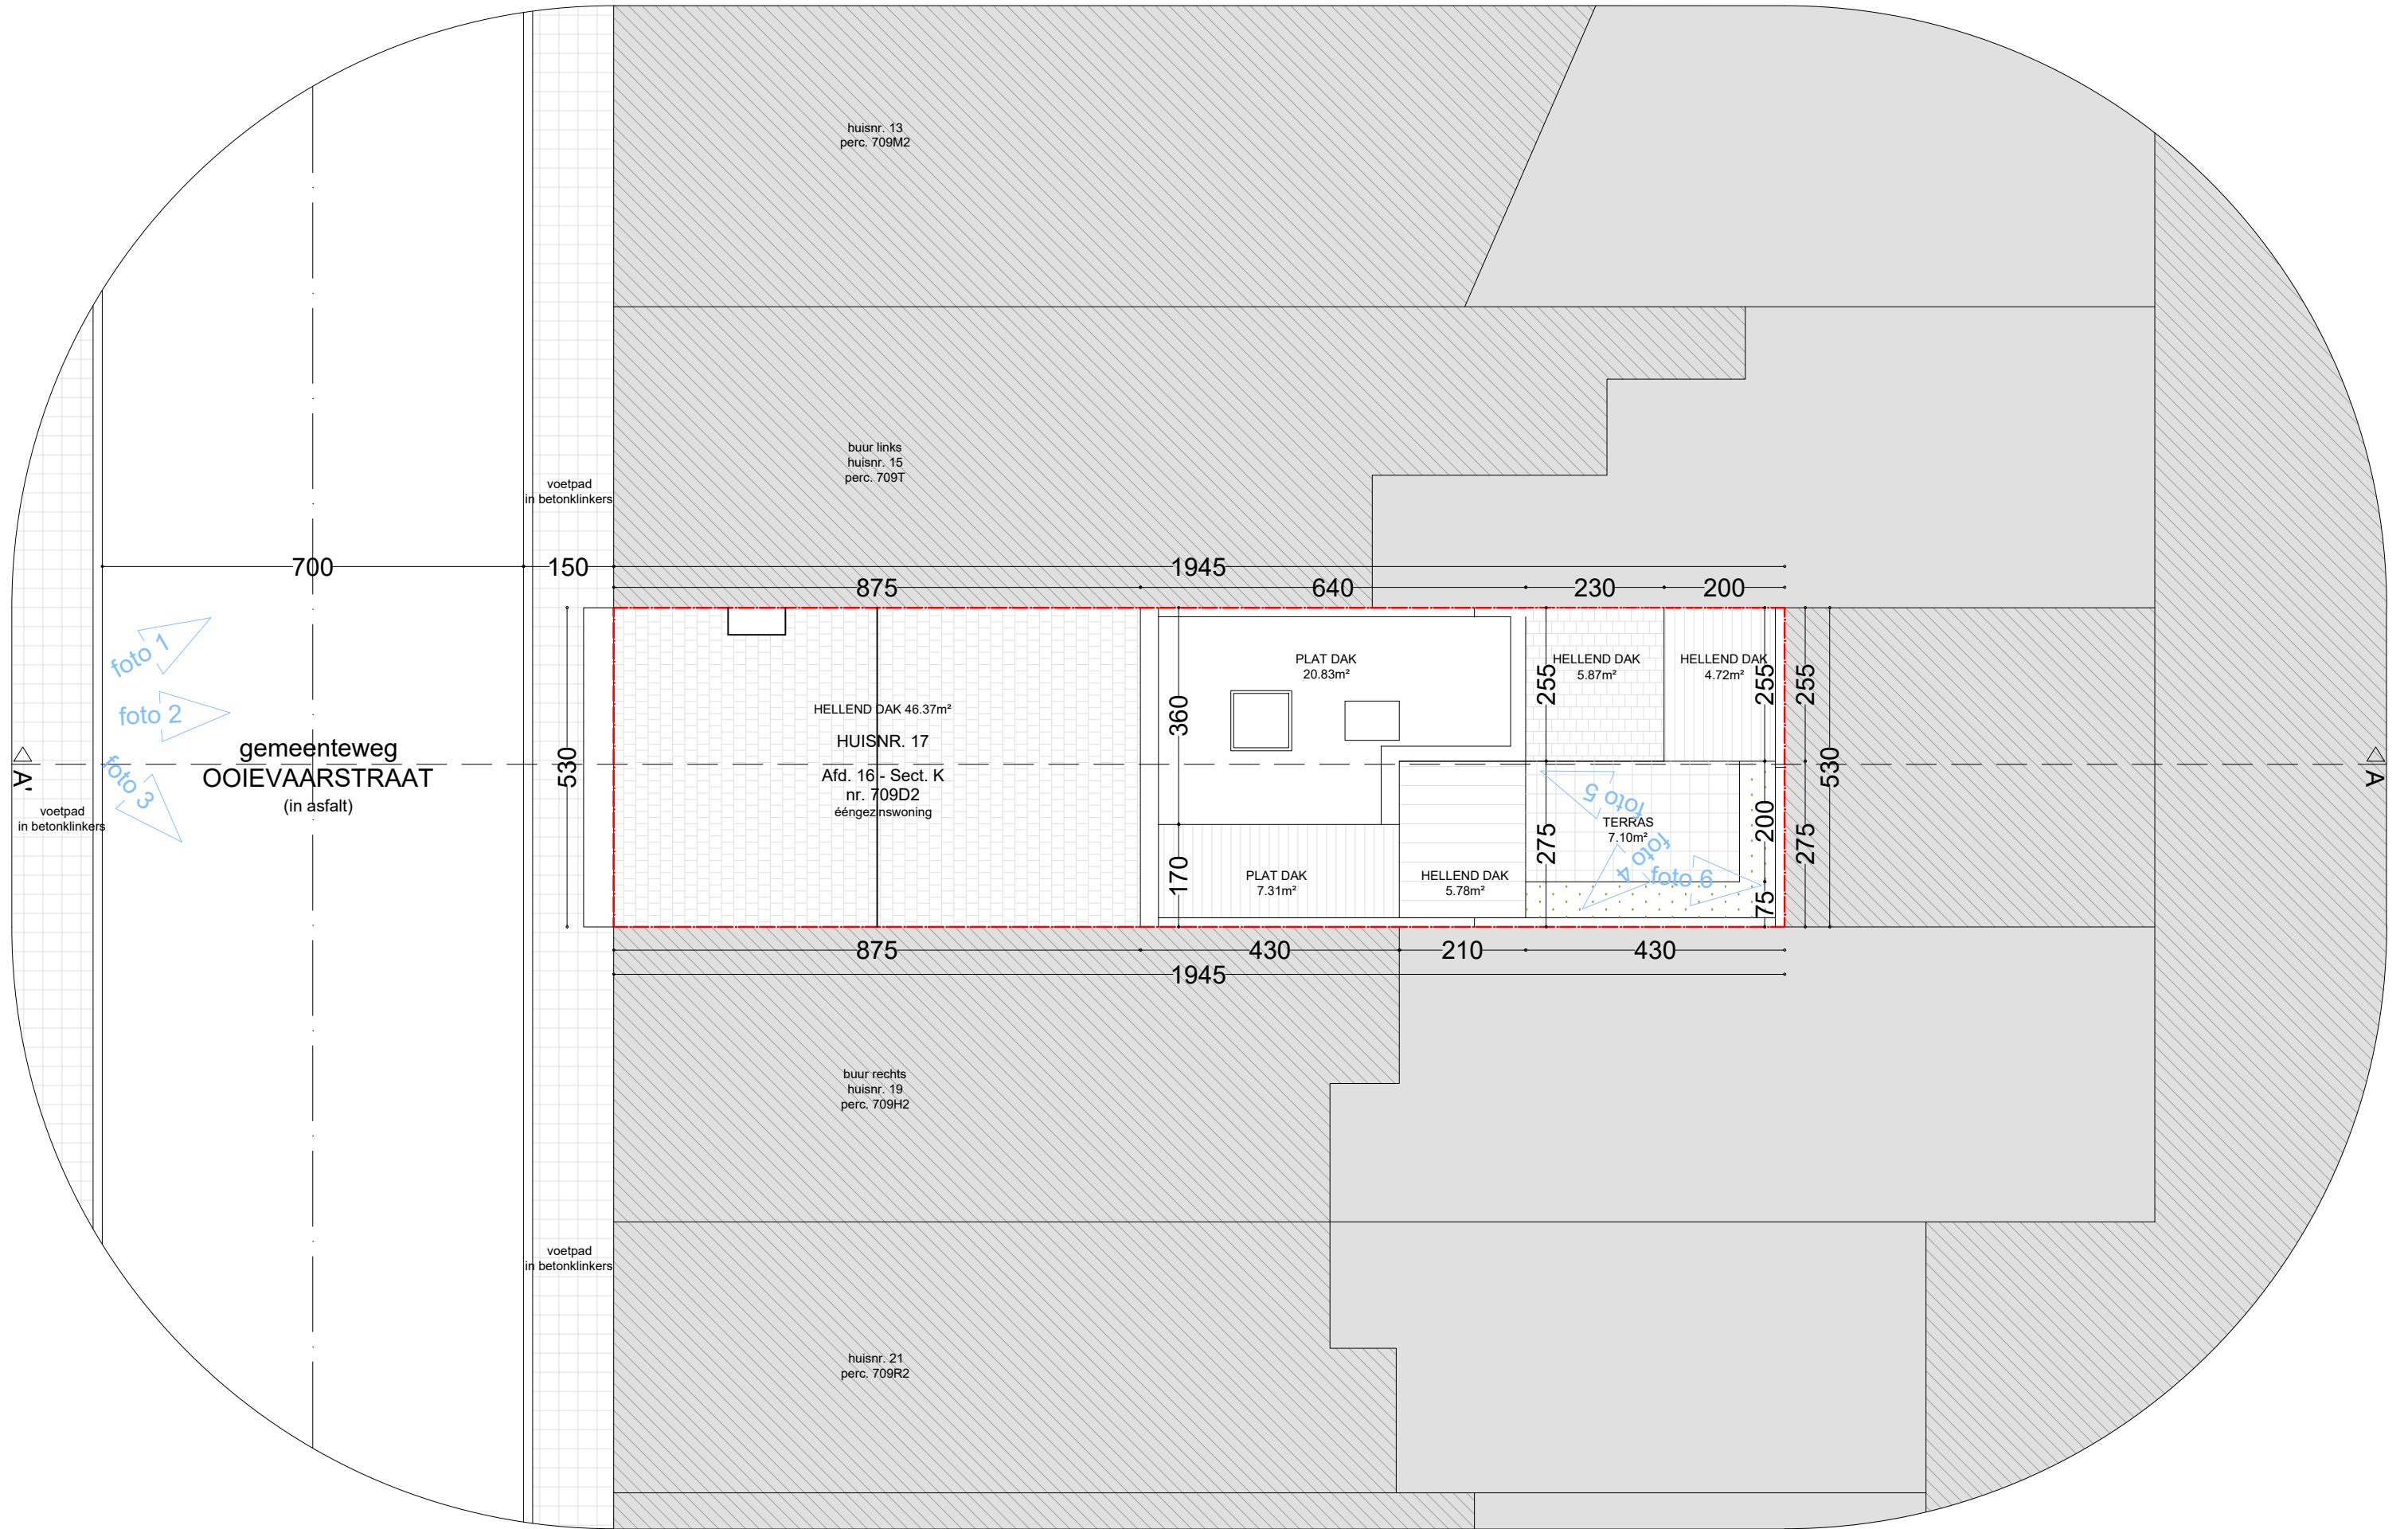 huisnr. 13
perc. 709M2
buur links
huisnr. 15
perc. 709T
voetpad
in betonklinkers
700
150
1945
875
640
230
200
foto 1
foto 2
foto 3
gemeenteweg
OOIEVAARSTRAAT
(in asfalt)
A'
voetpad
in betonklinkers
530
HELLEND DAK 46.37m²
HUISNR. 17
Afd. 16 - Sect. K
nr. 709D2
ééngezinswoning
360
170
PLAT DAK
20.83m²
PLAT DAK
7.31m²
HELLEND DAK
5.78m²
HELLEND DAK
5.87m²
HELLEND DAK
4.72m²
255
275
255
200
75
255
275
530
TERRAS
7.10m²
foto 5
foto 4
foto 6
A
875
430
210
430
1945
buur rechts
huisnr. 19
perc. 709H2
voetpad
in betonklinkers
huisnr. 21
perc. 709R2